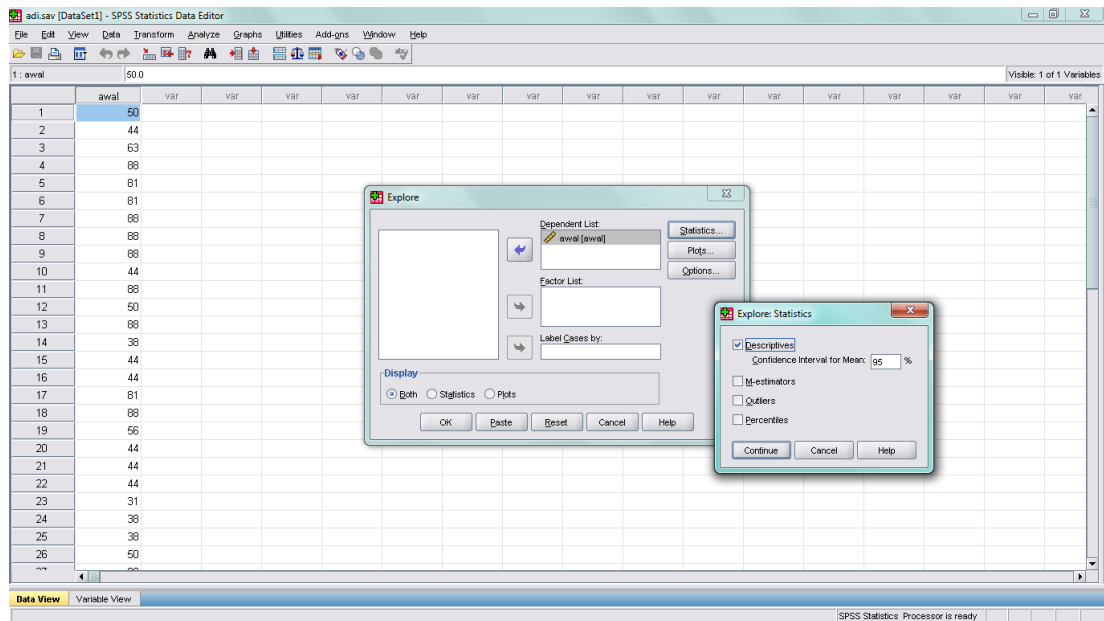 adi.sav [DataSet1] - SPSS Statistics Data Editor
File Edit View Data Transform Analyze Graphs Utilities Add-ons Window Help
1 : awal 50.0 Visible: 1 of 1 Variables
awal var var var var var var var var var var var var var var var var
1 50
2 44
3 63
4 88
5 81
6 81
7 88
8 88
9 88
10 44
11 88
12 50
13 88
14 38
15 44
16 44
17 81
18 88
19 56
20 44
21 44
22 44
23 31
24 38
25 38
26 50
Explore
Dependent List:
awal [awal]
Factor List:
Label Cases by:
Statistics...
Plots...
Options...
Display
Both Statistics Plots
OK Paste Reset Cancel Help
Explore: Statistics
Descriptives
Confidence Interval for Mean: 95 %
M-estimators
Outliers
Percentiles
Continue Cancel Help
Data View Variable View
SPSS Statistics Processor is ready